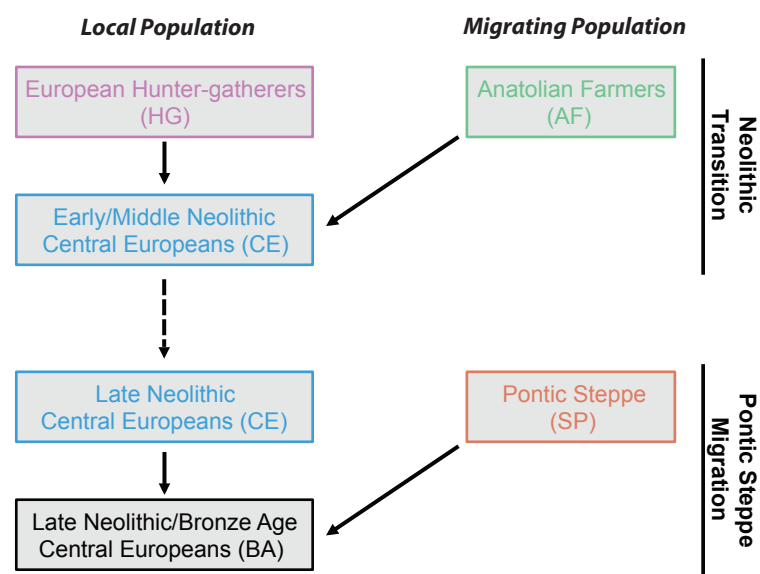 Local Population
Migrating Population
European Hunter-gatherers
(HG)
Anatolian Farmers
(AF)
Neolithic
Transition
Early/Middle Neolithic
Central Europeans (CE)
Late Neolithic
Central Europeans (CE)
Pontic Steppe
(SP)
Pontic Steppe
Migration
Late Neolithic/Bronze Age
Central Europeans (BA)